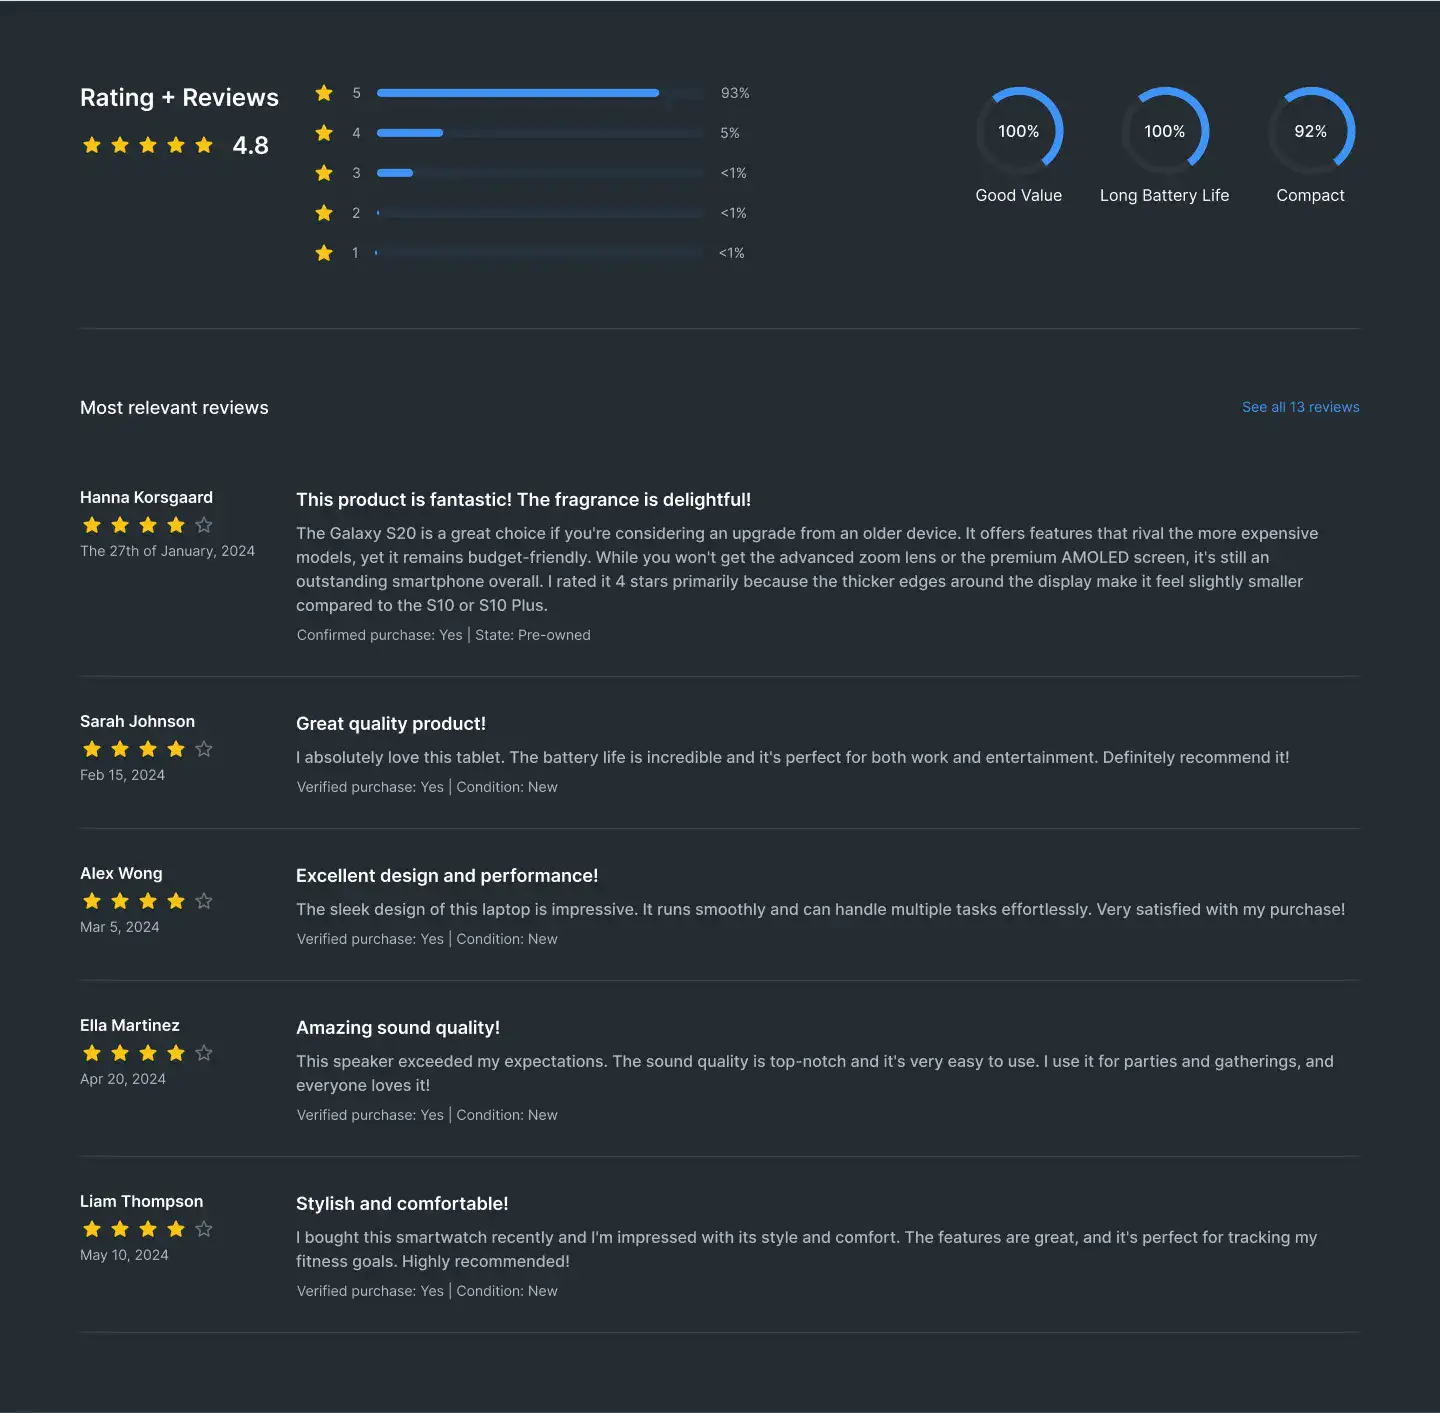 Rating + Reviews
4.8
5 93%
4 5%
3 <1%
2 <1%
1 <1%
100%
Good Value
100%
Long Battery Life
92%
Compact
Most relevant reviews
See all 13 reviews
Hanna Korsgaard
The 27th of January, 2024
This product is fantastic! The fragrance is delightful!
The Galaxy S20 is a great choice if you're considering an upgrade from an older device. It offers features that rival the more expensive
models, yet it remains budget-friendly. While you won't get the advanced zoom lens or the premium AMOLED screen, it's still an
outstanding smartphone overall. I rated it 4 stars primarily because the thicker edges around the display make it feel slightly smaller
compared to the S10 or S10 Plus.
Confirmed purchase: Yes | State: Pre-owned
Sarah Johnson
Feb 15, 2024
Great quality product!
I absolutely love this tablet. The battery life is incredible and it's perfect for both work and entertainment. Definitely recommend it!
Verified purchase: Yes | Condition: New
Alex Wong
Mar 5, 2024
Excellent design and performance!
The sleek design of this laptop is impressive. It runs smoothly and can handle multiple tasks effortlessly. Very satisfied with my purchase!
Verified purchase: Yes | Condition: New
Ella Martinez
Apr 20, 2024
Amazing sound quality!
This speaker exceeded my expectations. The sound quality is top-notch and it's very easy to use. I use it for parties and gatherings, and
everyone loves it!
Verified purchase: Yes | Condition: New
Liam Thompson
May 10, 2024
Stylish and comfortable!
I bought this smartwatch recently and I'm impressed with its style and comfort. The features are great, and it's perfect for tracking my
fitness goals. Highly recommended!
Verified purchase: Yes | Condition: New